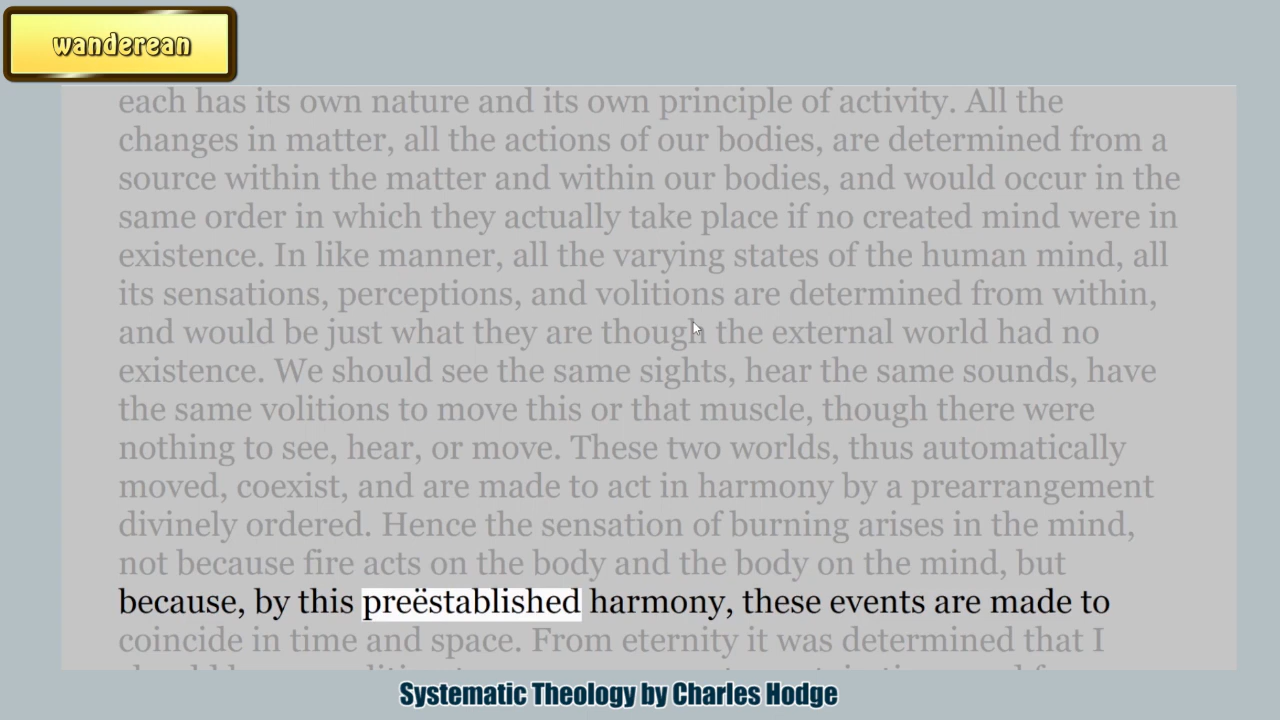 wanderean
each has its own nature and its own principle of activity. All the
changes in matter, all the actions of our bodies, are determined from a
source within the matter and within our bodies, and would occur in the
same order in which they actually take place if no created mind were in
existence. In like manner, all the varying states of the human mind, all
its sensations, perceptions, and volitions are determined from within,
and would be just what they are though the external world had no
existence. We should see the same sights, hear the same sounds, have
the same volitions to move this or that muscle, though there were
nothing to see, hear, or move. These two worlds, thus automatically
moved, coexist, and are made to act in harmony by a prearrangement
divinely ordered. Hence the sensation of burning arises in the mind,
not because fire acts on the body and the body on the mind, but
because, by this preëstablished harmony, these events are made to
coincide in time and space. From eternity it was determined that I
Systematic Theology by Charles Hodge